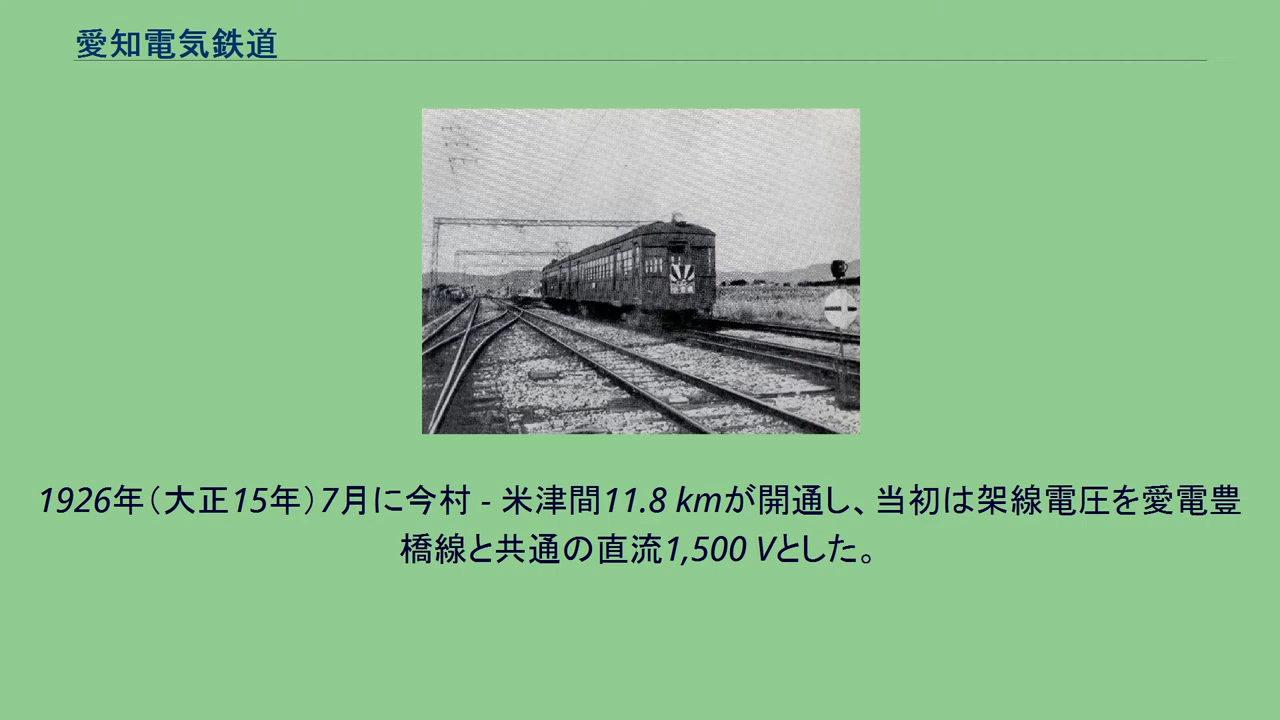 愛知電気鉄道
1926年（大正15年）7月に今村 - 米津間11.8 kmが開通し、当初は架線電圧を愛電豊
橋線と共通の直流1,500 Vとした。